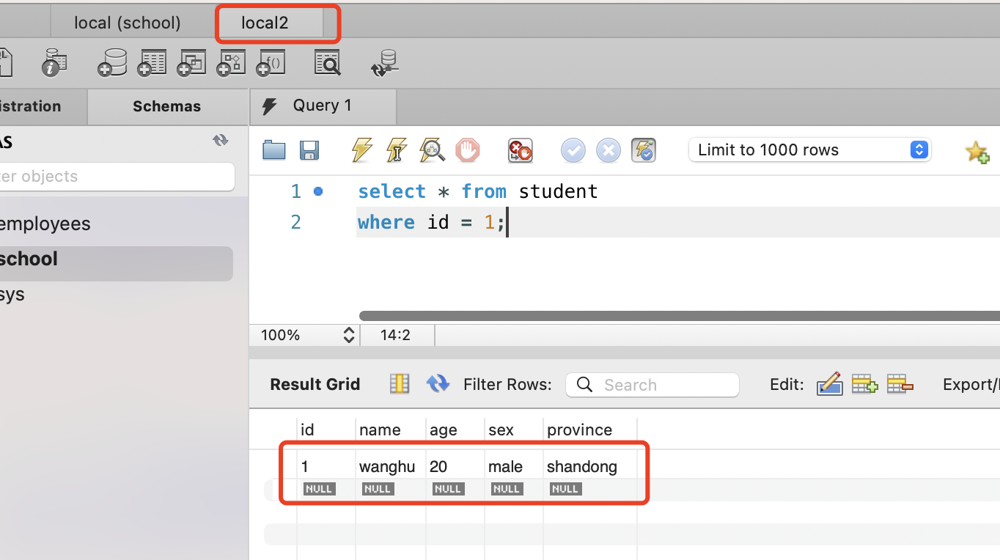 local (school) local2
istration Schemas Query 1
AS
Limit to 1000 rows
er objects
1 select * from student
2 where id = 1;
employees
school
sys
100% 14:2
Result Grid Filter Rows: Search Edit: Export/
id name age sex province
1 wanghu 20 male shandong
NULL NULL NULL NULL NULL